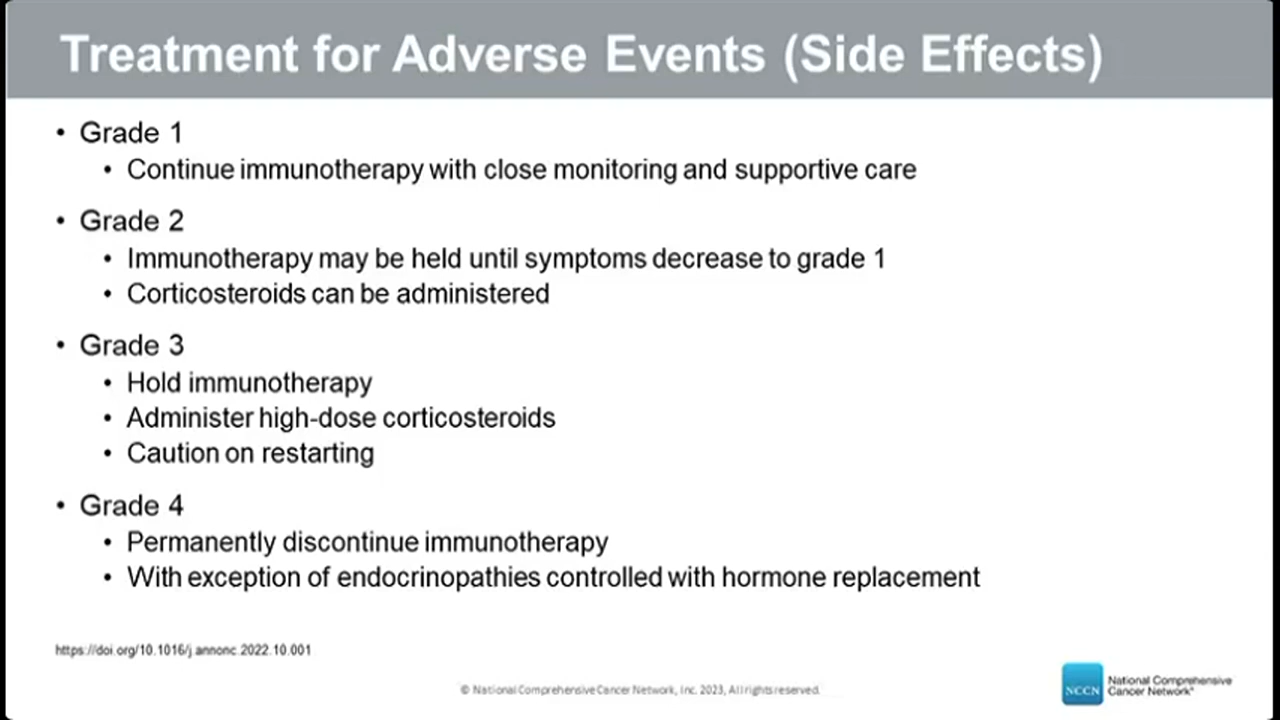 Treatment for Adverse Events (Side Effects)
• Grade 1
• Continue immunotherapy with close monitoring and supportive care
• Grade 2
• Immunotherapy may be held until symptoms decrease to grade 1
• Corticosteroids can be administered
• Grade 3
• Hold immunotherapy
• Administer high-dose corticosteroids
• Caution on restarting
• Grade 4
• Permanently discontinue immunotherapy
• With exception of endocrinopathies controlled with hormone replacement
https://doi.org/10.1016/j.annonc.2022.10.001
© National Comprehensive Cancer Network, Inc. 2023, All rights reserved.
NCCN
National Comprehensive
Cancer Network®